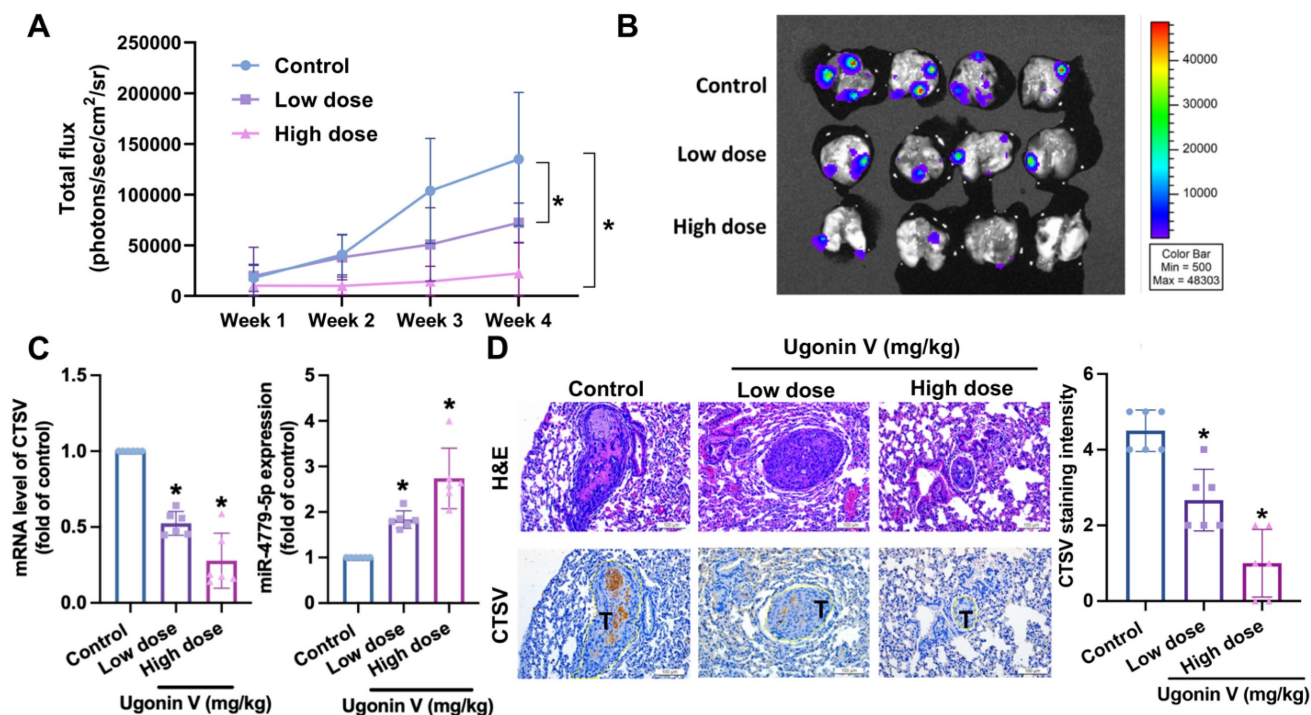 A
Total flux
(photons/sec/cm²/sr)
250000
200000
150000
100000
50000
0
Control
Low dose
High dose
*
*
Week 1 Week 2 Week 3 Week 4
B
Control
Low dose
High dose
40000
30000
20000
10000
Color Bar
Min = 500
Max = 48303
C
mRNA level of CTSV
(fold of control)
1.5
1.0
0.5
0.0
*
*
Control
Low dose
High dose
Ugonin V (mg/kg)
miR-4779-5p expression
(fold of control)
5
4
3
2
1
0
*
*
Control
Low dose
High dose
Ugonin V (mg/kg)
D
Ugonin V (mg/kg)
Control Low dose High dose
H&E
CTSV
T
T
T
CTSV staining intensity
6
4
2
0
*
*
Control
Low dose
High dose
Ugonin V (mg/kg)